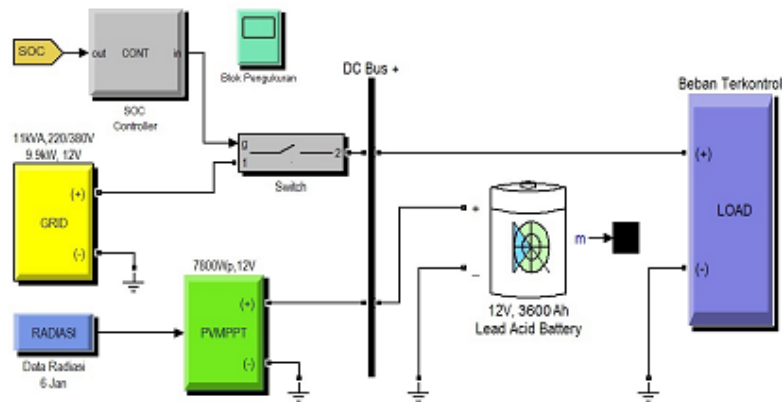 SOC
out
CONT
in
SOC
Controller
Blok Pengukuran
DC Bus +
Beban Terkontrol
11kVA,220/380V
9.9kW, 12V
g
1
2
Switch
(+)
GRID
(-)
(+)
LOAD
(-)
+
_
m
12V, 3600 Ah
Lead Acid Battery
7800Wp,12V
(+)
PVMPPT
(-)
RADIASI
Data Radiasi
6 Jan